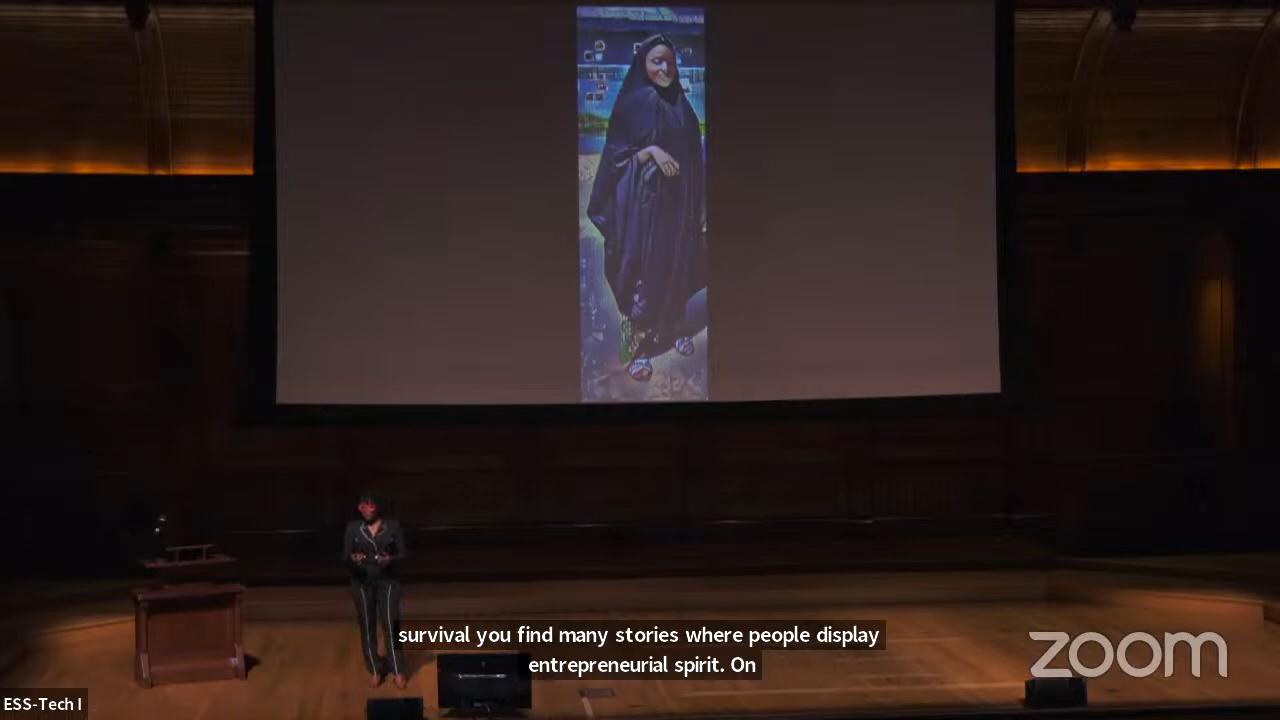 survival you find many stories where people display
entrepreneurial spirit. On
zoom
ESS-Tech I